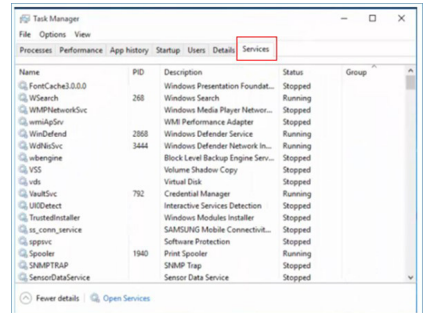 Task Manager
File Options View
Processes Performance App history Startup Users Details Services
Name PID Description Status Group
FontCache3.0.0.0 Windows Presentation Foundat... Stopped
WSearch 268 Windows Search Running
WMPNetworkSvc Windows Media Player Networ... Stopped
wmiApSrv WMI Performance Adapter Stopped
WinDefend 2868 Windows Defender Service Running
WdNisSvc 3444 Windows Defender Network In... Running
wbengine Block Level Backup Engine Serv... Stopped
VSS Volume Shadow Copy Stopped
vds Virtual Disk Stopped
VaultSvc 792 Credential Manager Running
UI0Detect Interactive Services Detection Stopped
TrustedInstaller Windows Modules Installer Stopped
ss_conn_service SAMSUNG Mobile Connectivit... Stopped
sppsvc Software Protection Stopped
Spooler 1940 Print Spooler Running
SNMPTRAP SNMP Trap Stopped
SensorDataService Sensor Data Service Stopped
Fewer details Open Services